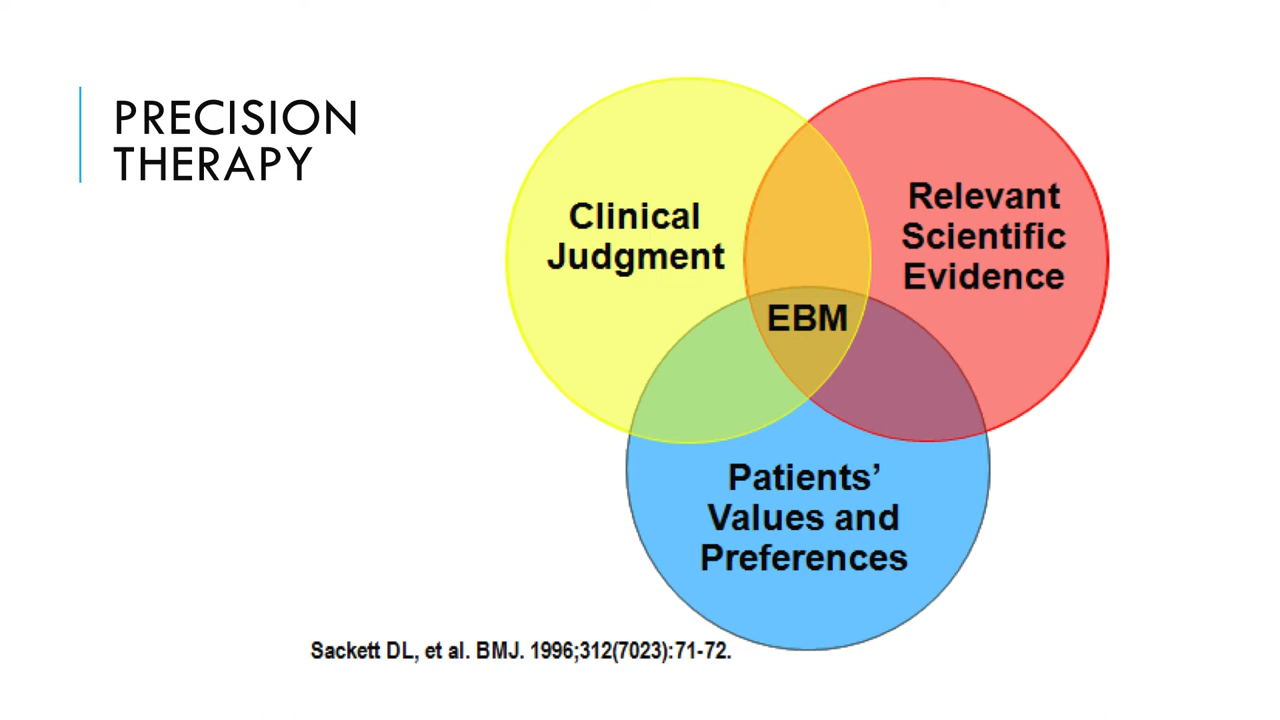 PRECISION
THERAPY
Clinical
Judgment
Relevant
Scientific
Evidence
EBM
Patients’
Values and
Preferences
Sackett DL, et al. BMJ. 1996;312(7023):71-72.